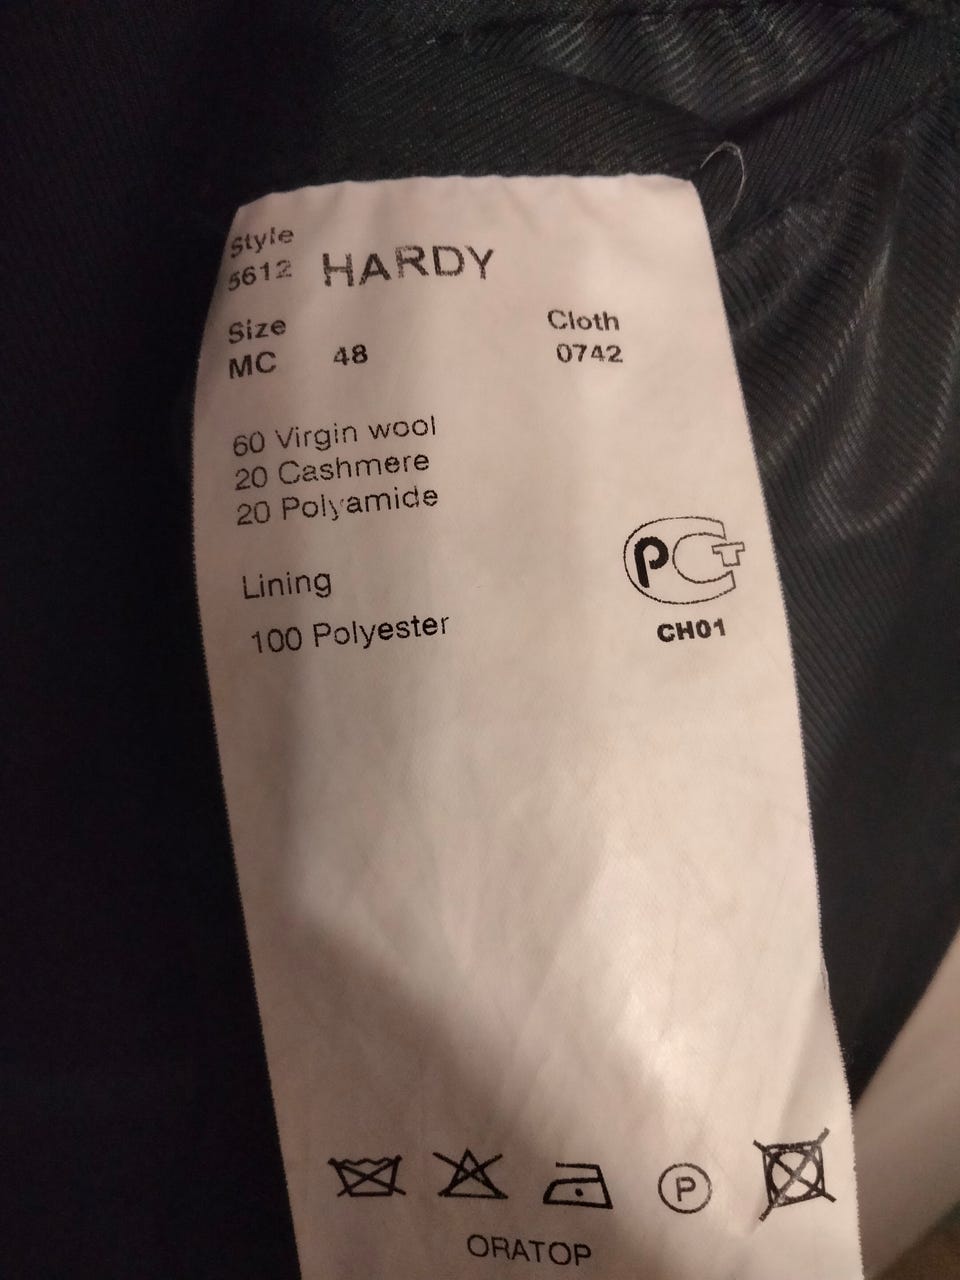 Style
5612 HARDY
Size Cloth
MC 48 0742
60 Virgin wool
20 Cashmere
20 Polyamide
Lining
100 Polyester
РСТ
CH01
P
ORATOP